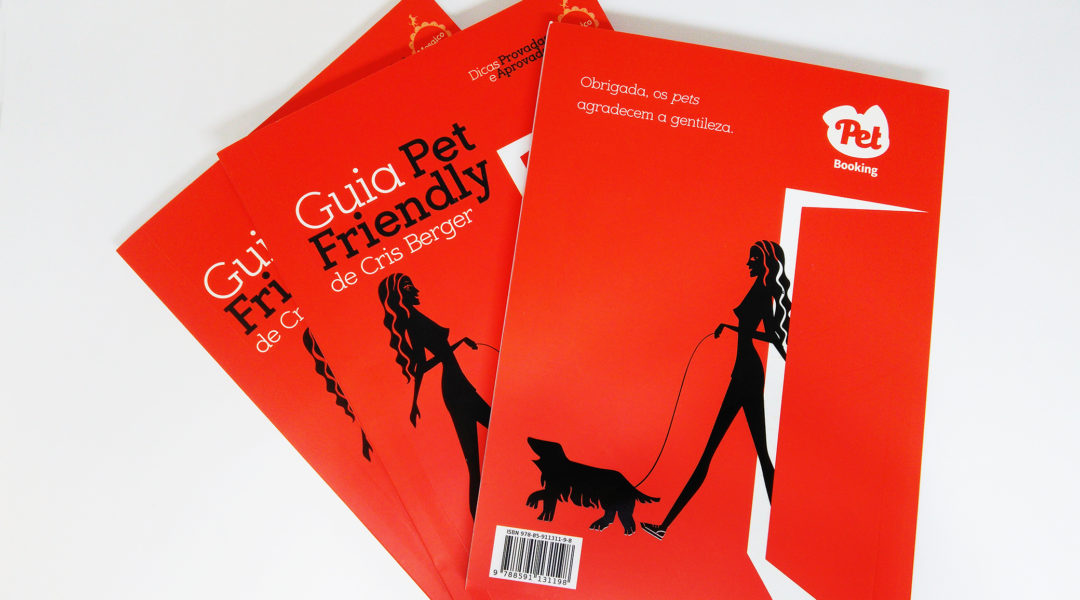 Mosaico
Dicas Provadas
e Aprovadas
Guia Pet
Friendly
de Cris Berger
Gui
Fri
de Cr
Obrigada, os pets
agradecem a gentileza.
Pet
Booking
ISBN 978-85-911311-9-8
9 788591 131198